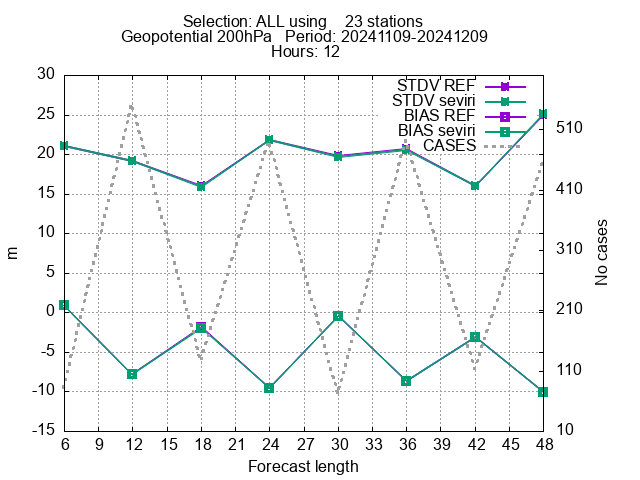 Selection: ALL using    23 stations
Geopotential 200hPa   Period: 20241109-20241209
Hours: 12
STDV REF
STDV seviri
BIAS REF
BIAS seviri
CASES
30
25
20
15
10
5
0
-5
-10
-15
m
510
410
310
210
110
10
No cases
6 9 12 15 18 21 24 27 30 33 36 39 42 45 48
Forecast length